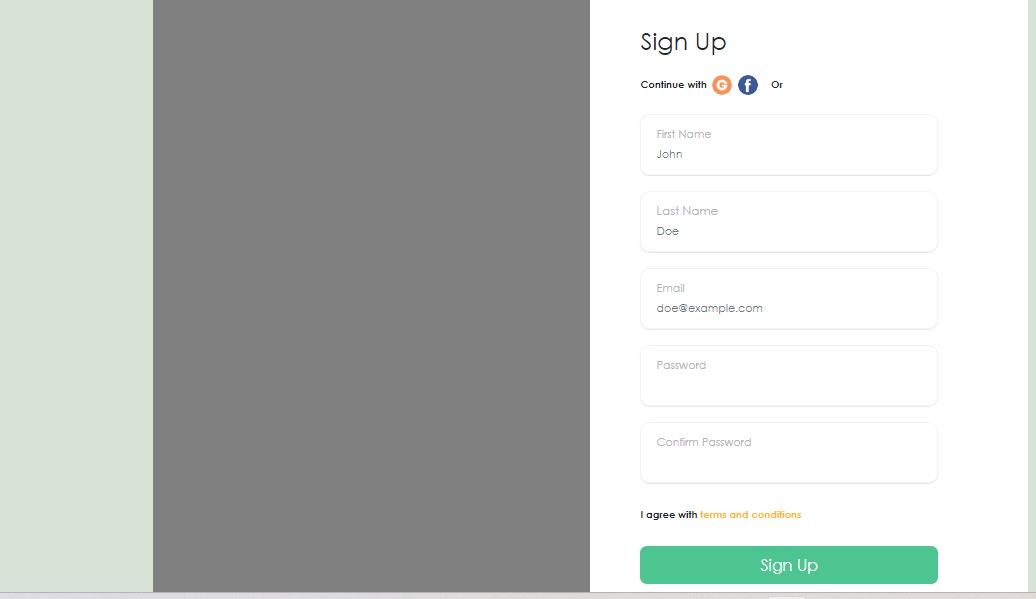 Sign Up
Continue with G f Or
First Name
John
Last Name
Doe
Email
doe@example.com
Password
Confirm Password
I agree with terms and conditions
Sign Up